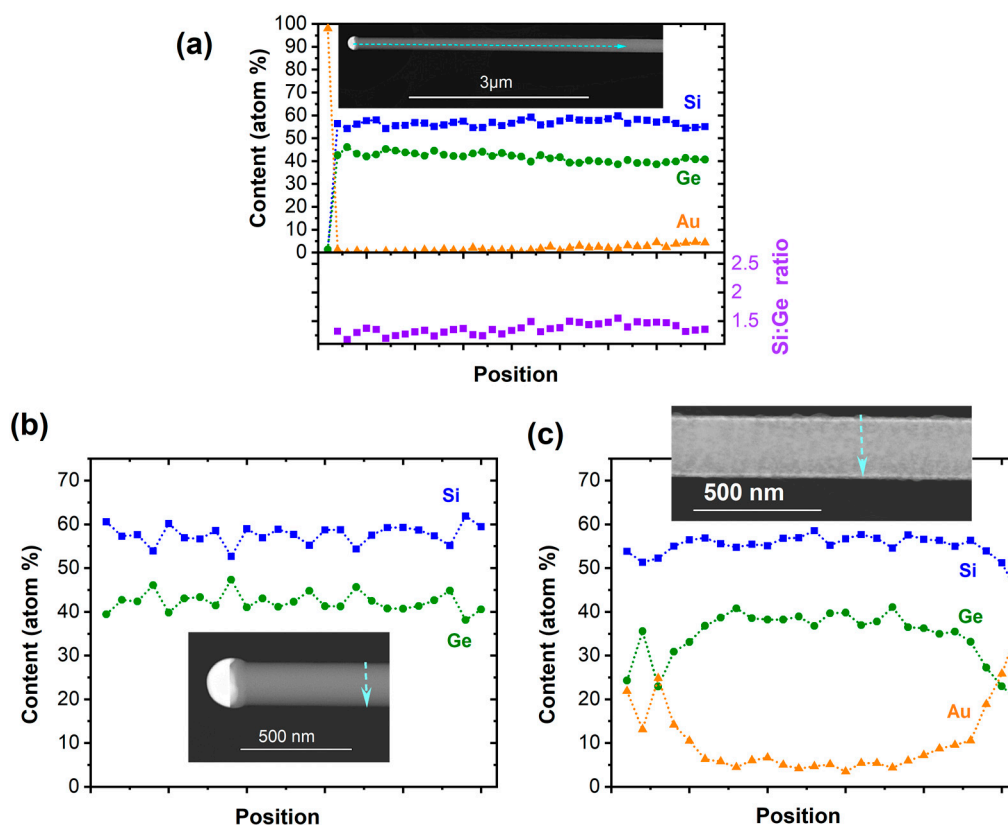 (a)
Content (atom %)
100
90
80
70
60
50
40
30
20
10
0
3µm
Si
Ge
Au
2.5
2
1.5
Si:Ge ratio
Position
(b)
Content (atom %)
70
60
50
40
30
20
10
0
Si
Ge
500 nm
Position
(c)
500 nm
Content (atom %)
70
60
50
40
30
20
10
0
Si
Ge
Au
Position